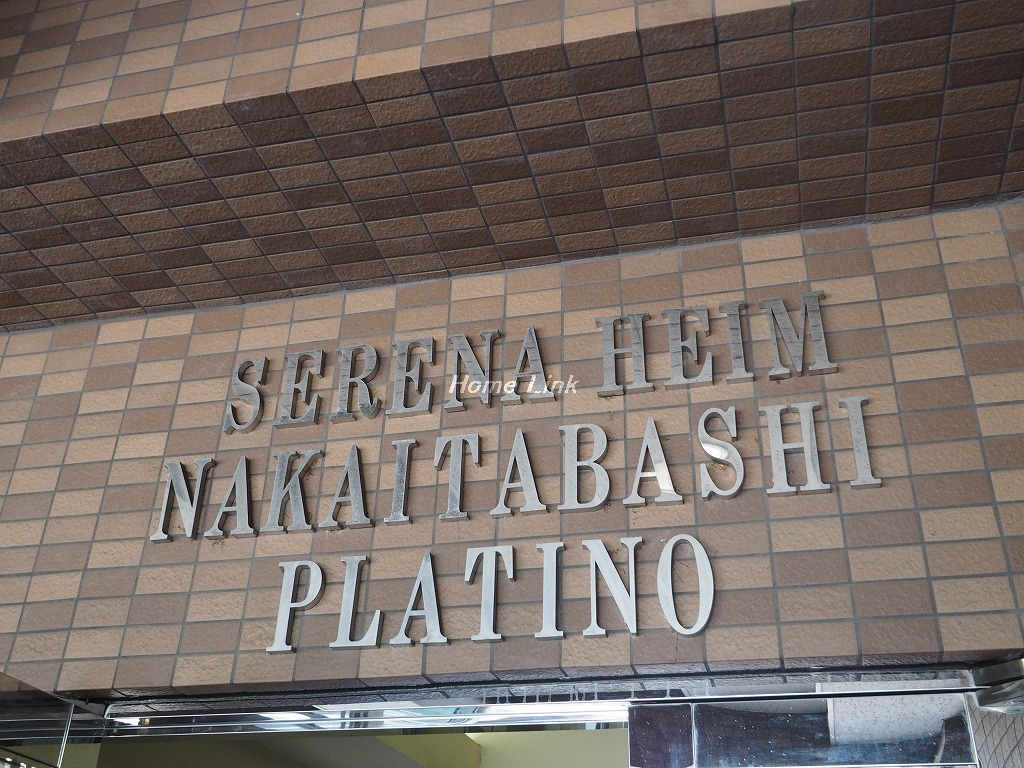 SERENA HEIM
Home Link
NAKAITABASHI
PLATINO